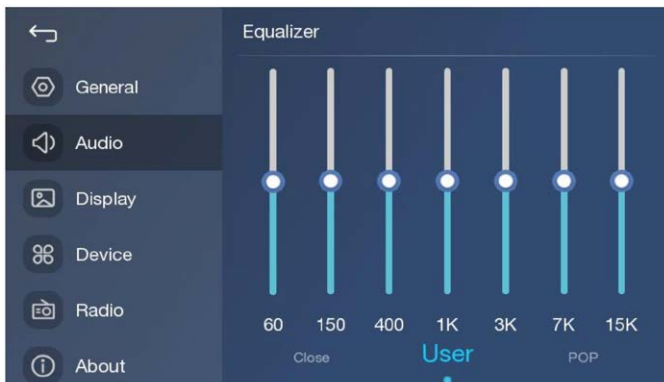 Equalizer
General
Audio
Display
Device
Radio
About
60 150 400 1K 3K 7K 15K
Close User POP